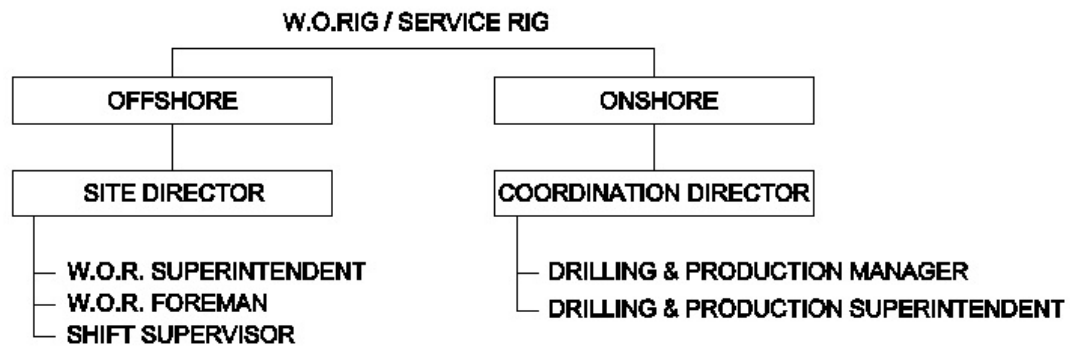 W.O.RIG / SERVICE RIG
OFFSHORE
ONSHORE
SITE DIRECTOR
COORDINATION DIRECTOR
W.O.R. SUPERINTENDENT
W.O.R. FOREMAN
SHIFT SUPERVISOR
DRILLING & PRODUCTION MANAGER
DRILLING & PRODUCTION SUPERINTENDENT